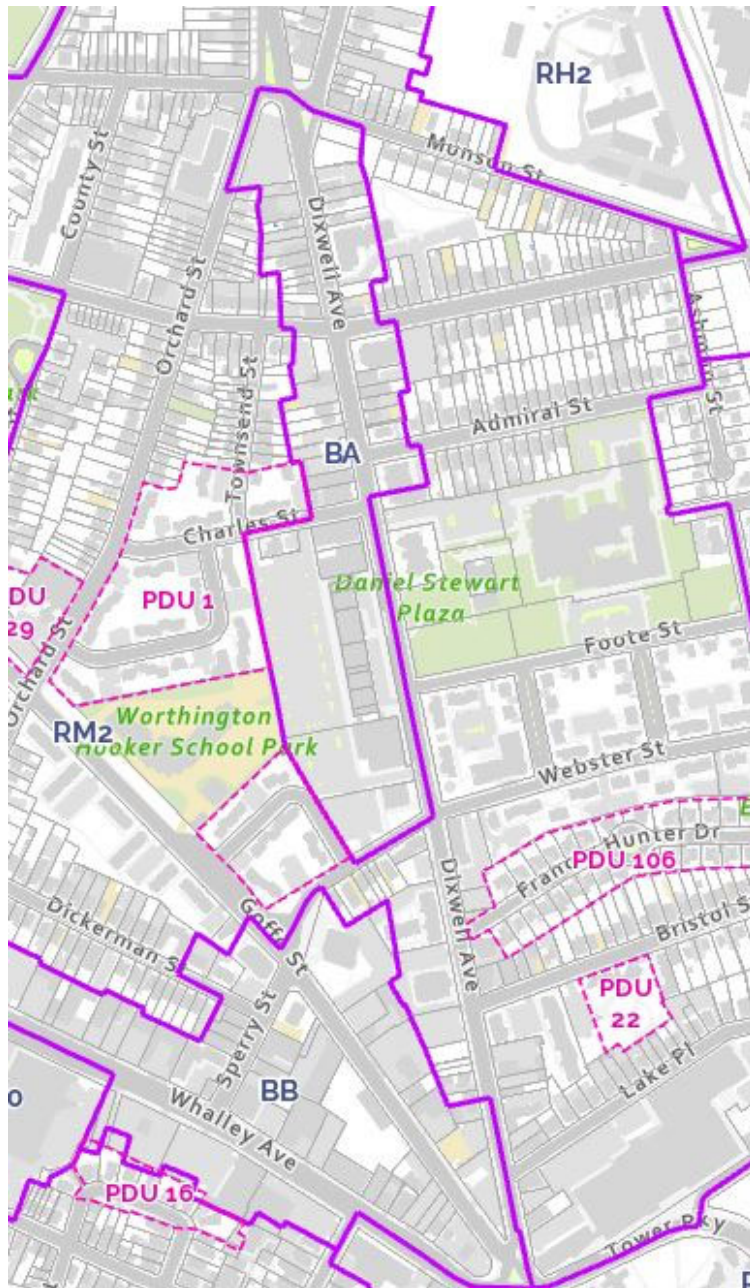 RH2
Munson St
County St
Dixwell Ave
Orchard St
Ashmun St
Townsend St
Admiral St
BA
Charles St
Daniel Stewart
Plaza
PDU 1
PDU
29
Foote St
Orchard St
Worthington
Hooker School Park
RM2
Webster St
Hunter Dr
PDU 106
Dixwell Ave
Goffe St
Dickerman S
Bristol S
PDU
22
Sperry St
Lake Pl
BB
Whalley Ave
PDU 16
Tower Pky